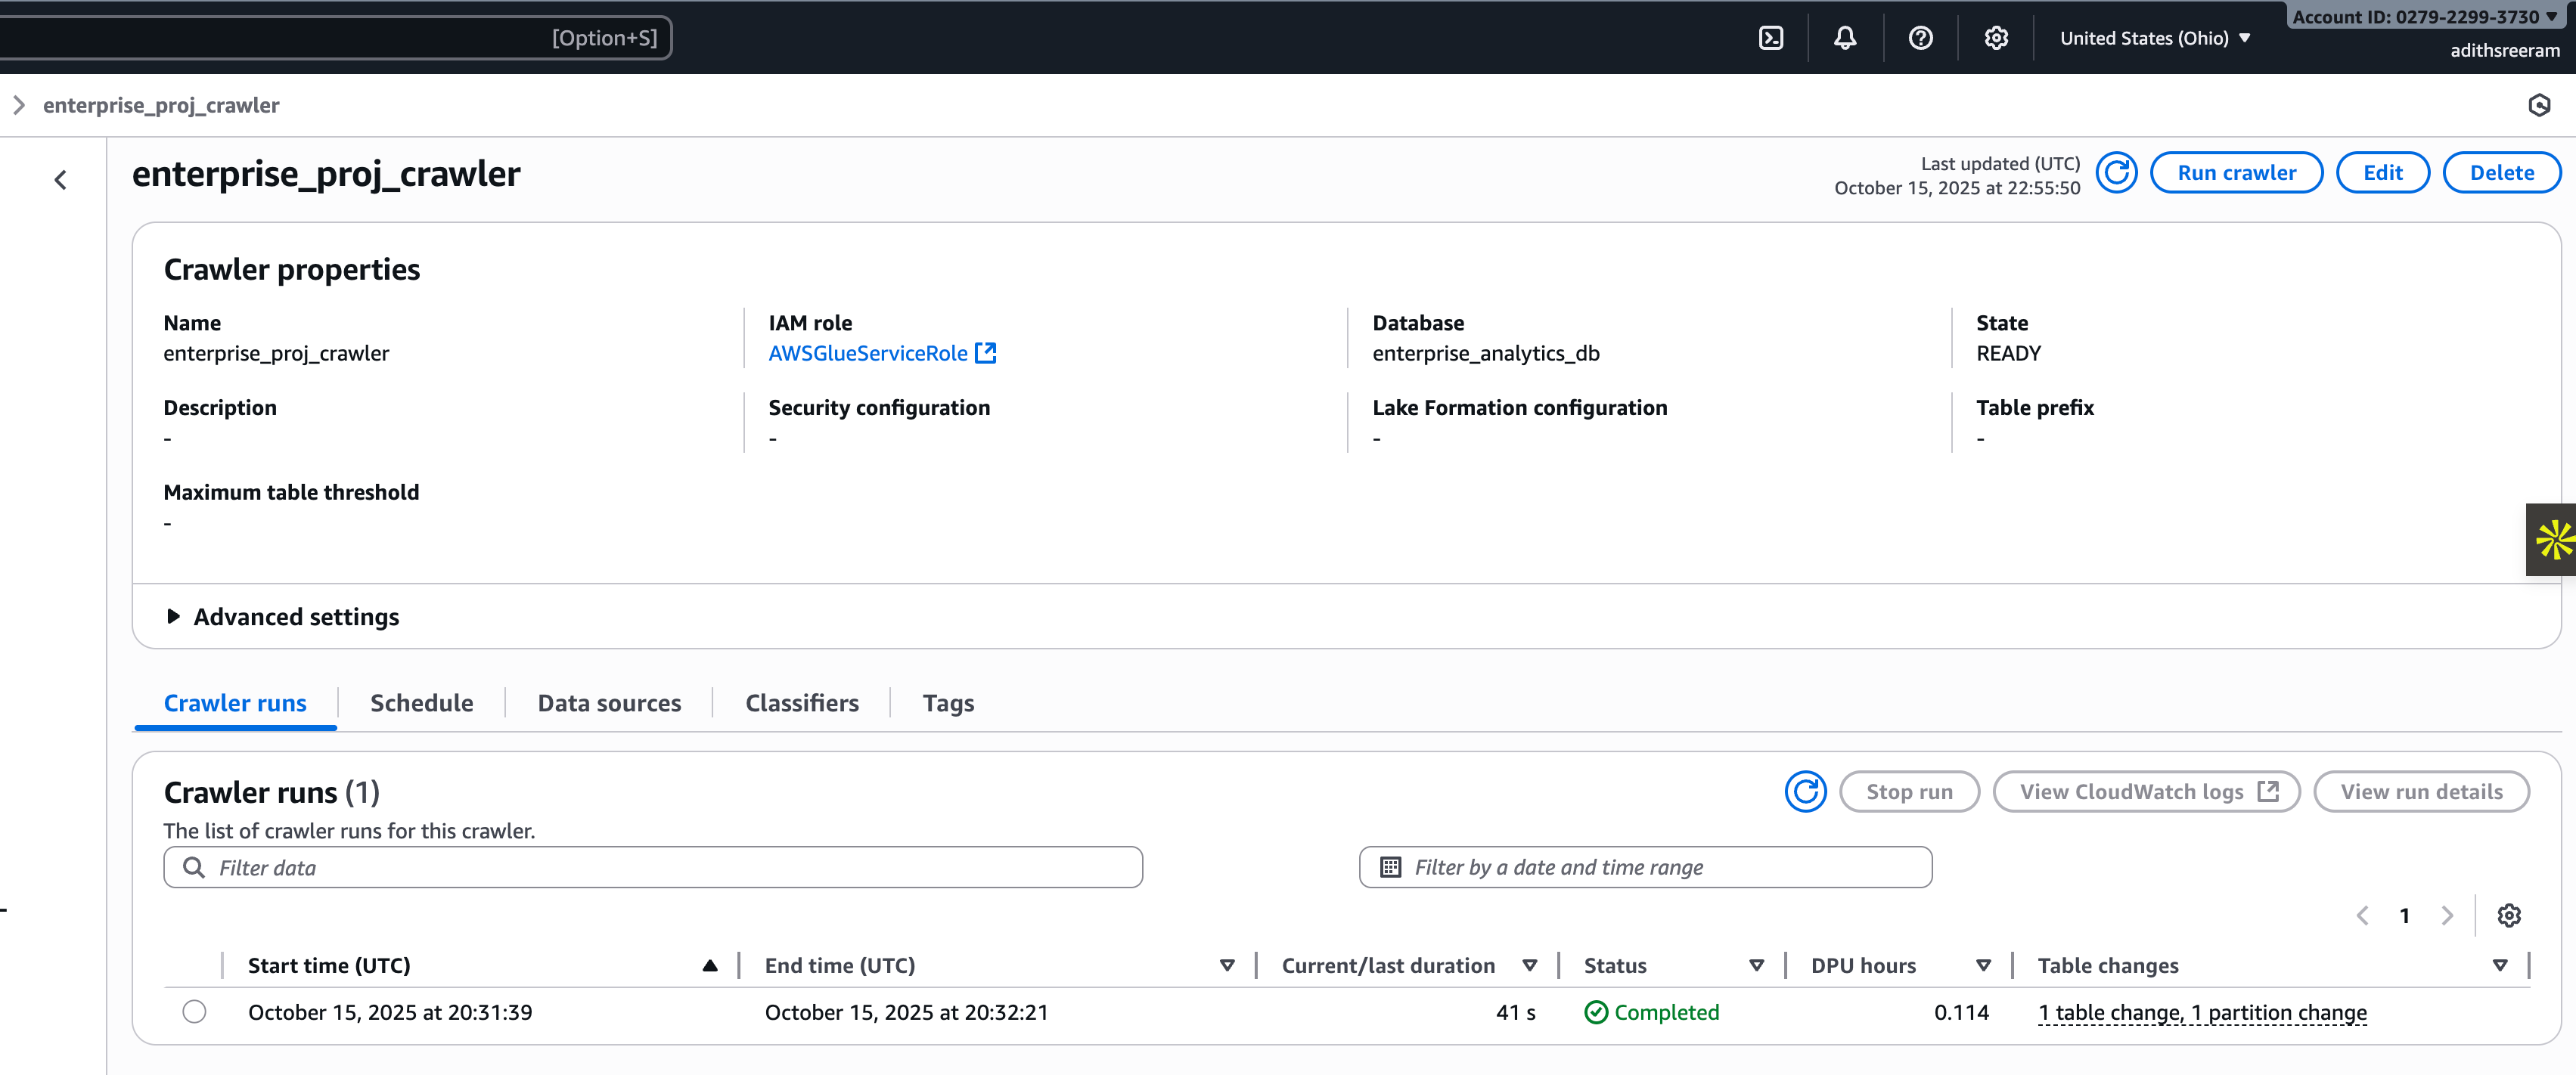 [Option+S]
United States (Ohio)
Account ID: 0279-2299-3730
adithsreeram
enterprise_proj_crawler
enterprise_proj_crawler
Last updated (UTC)
October 15, 2025 at 22:55:50
Run crawler
Edit
Delete
Crawler properties
Name
enterprise_proj_crawler
IAM role
AWSGlueServiceRole
Database
enterprise_analytics_db
State
READY
Description
-
Security configuration
-
Lake Formation configuration
-
Table prefix
-
Maximum table threshold
-
Advanced settings
Crawler runs
Schedule
Data sources
Classifiers
Tags
Crawler runs (1)
The list of crawler runs for this crawler.
Stop run
View CloudWatch logs
View run details
Filter data
Filter by a date and time range
1
Start time (UTC) End time (UTC) Current/last duration Status DPU hours Table changes
October 15, 2025 at 20:31:39 October 15, 2025 at 20:32:21 41 s Completed 0.114 1 table change, 1 partition change